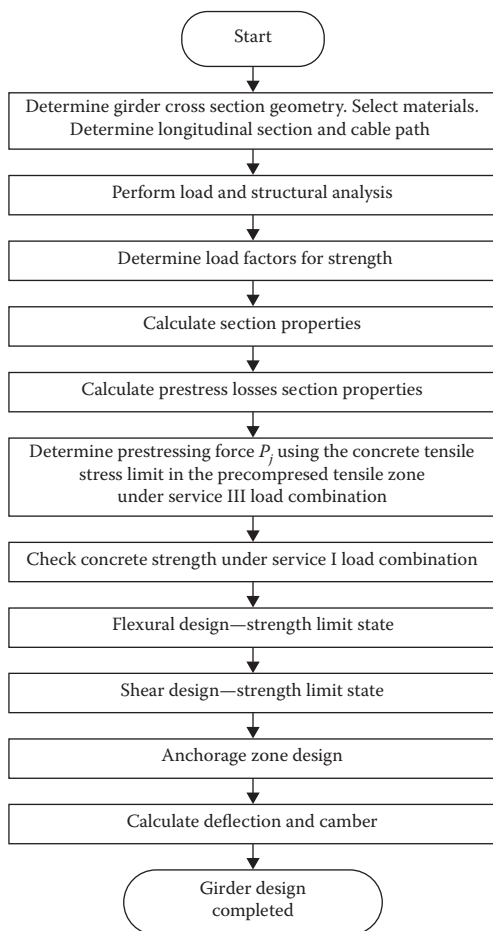 Start
Determine girder cross section geometry. Select materials.
Determine longitudinal section and cable path
Perform load and structural analysis
Determine load factors for strength
Calculate section properties
Calculate prestress losses section properties
Determine prestressing force Pj using the concrete tensile
stress limit in the precompresed tensile zone
under service III load combination
Check concrete strength under service I load combination
Flexural design—strength limit state
Shear design—strength limit state
Anchorage zone design
Calculate deflection and camber
Girder design
completed